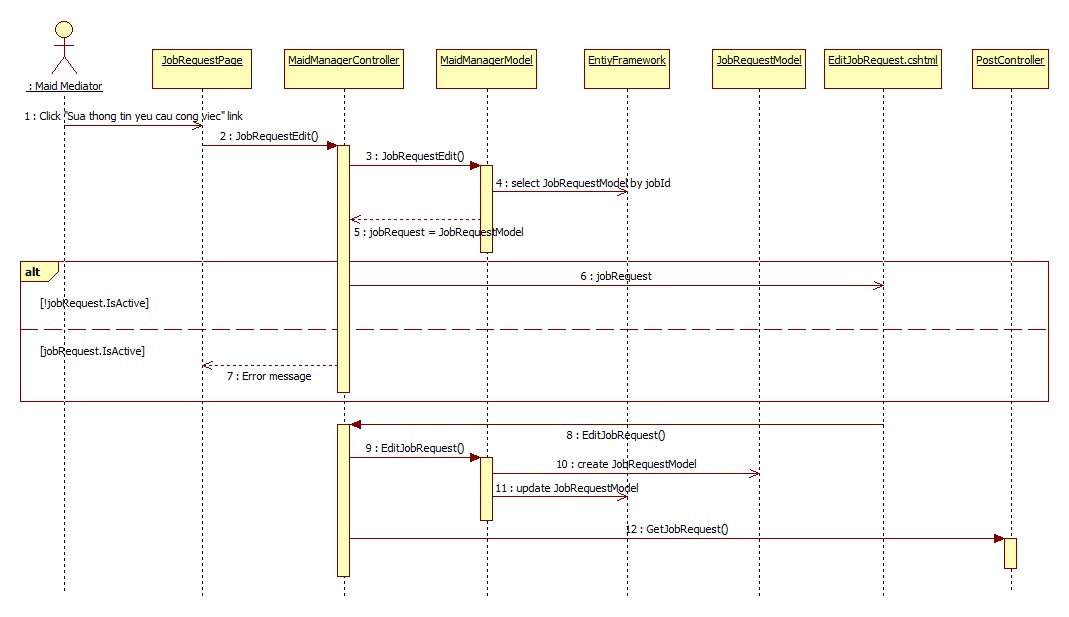 : Maid Mediator
JobRequestPage
MaidManagerController
MaidManagerModel
EntiyFramework
JobRequestModel
EditJobRequest.cshtml
PostController
1 : Click "Sua thong tin yeu cau cong viec" link
2 : JobRequestEdit()
3 : JobRequestEdit()
4 : select JobRequestModel by jobId
5 : jobRequest = JobRequestModel
alt
6 : jobRequest
[!jobRequest.IsActive]
[jobRequest.IsActive]
7 : Error message
8 : EditJobRequest()
9 : EditJobRequest()
10 : create JobRequestModel
11 : update JobRequestModel
12 : GetJobRequest()